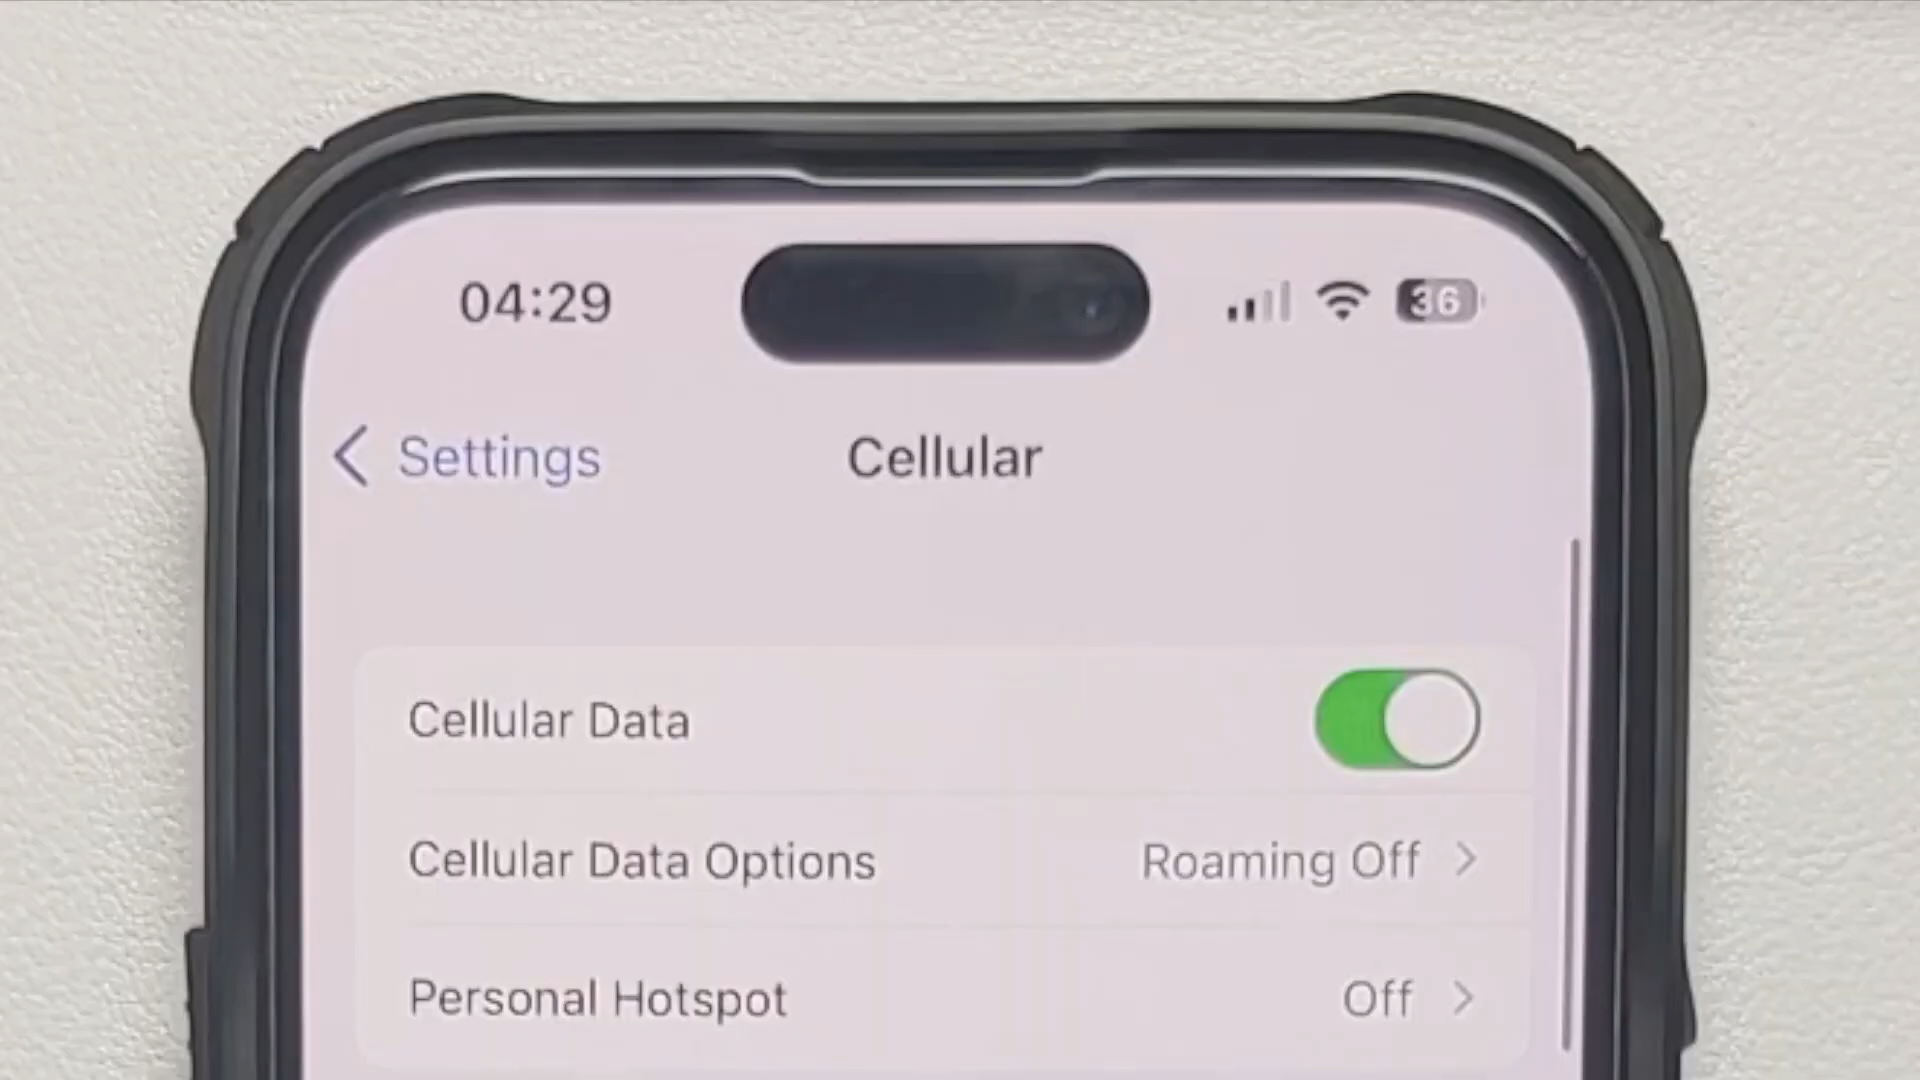 04:29 36
Settings Cellular
Cellular Data
Cellular Data Options Roaming Off
Personal Hotspot Off